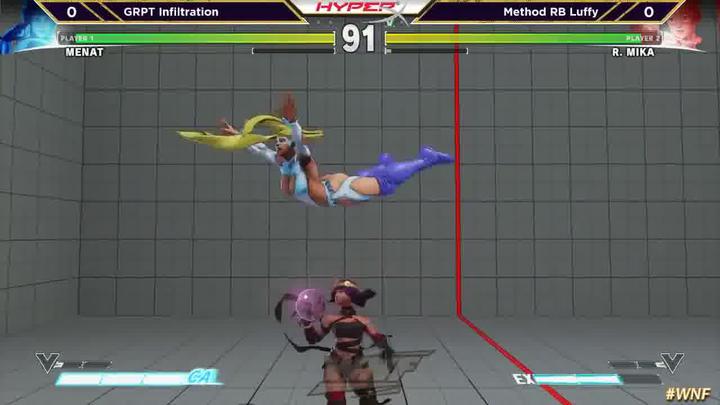 0 GRPT Infiltration HYPER Method RB Luffy 0
PLAYER 1 91 PLAYER 2
MENAT R. MIKA
V CA EX V
#WNF